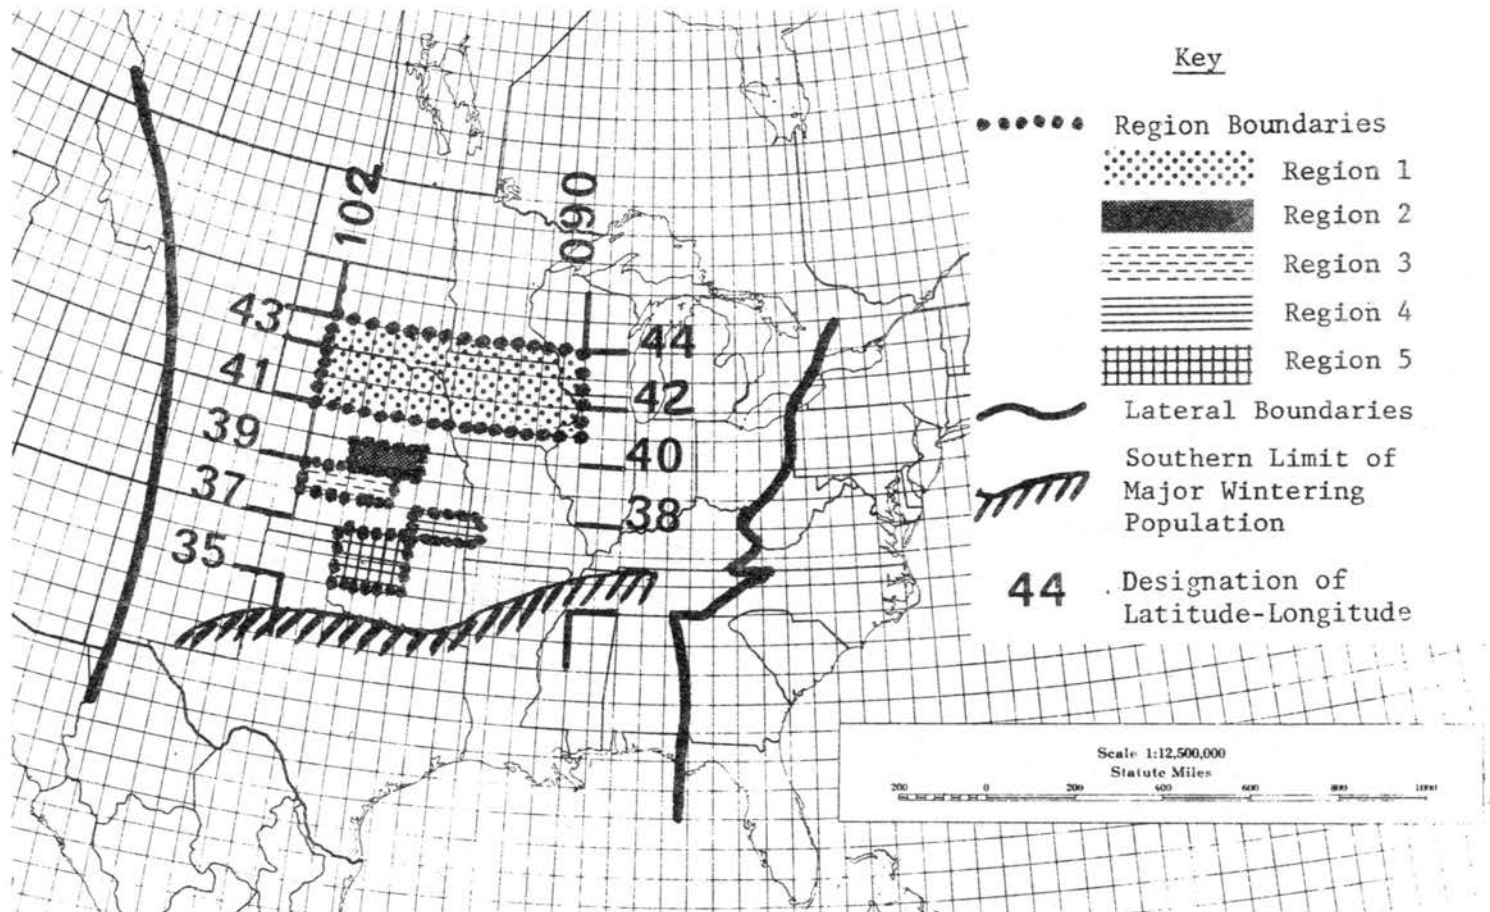 Key
Region Boundaries
Region 1
Region 2
Region 3
Region 4
Region 5
Lateral Boundaries
Southern Limit of
Major Wintering
Population
44 Designation of
Latitude-Longitude
102
090
43
41
39
37
35
44
42
40
38
Scale 1:12,500,000
Statute Miles
200 0 200 400 600 800 1000